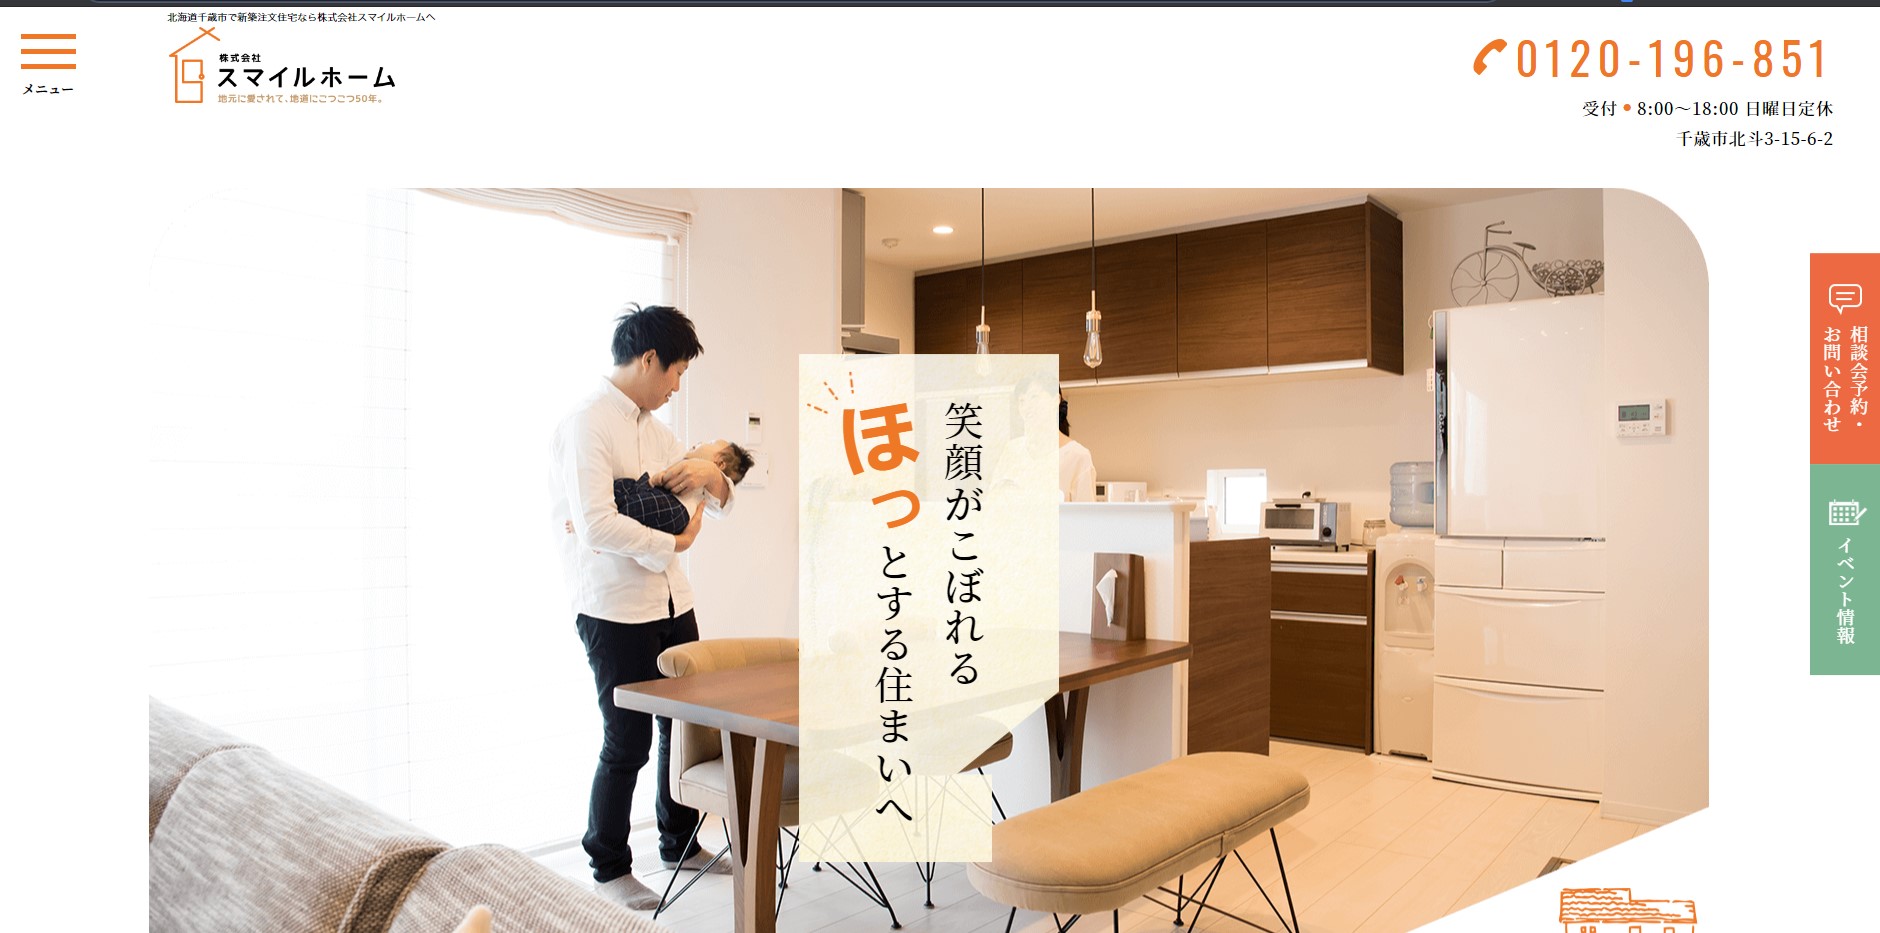 北海道千歳市で新築注文住宅なら株式会社スマイルホームへ
メニュー
株式会社
スマイルホーム
地元に愛されて、地道にこつこつ50年。
0120-196-851
受付●8:00～18:00 日曜日定休
千歳市北斗3-15-6-2
笑顔がこぼれる
ほっとする住まいへ
相談会予約・
お問い合わせ
イベント情報